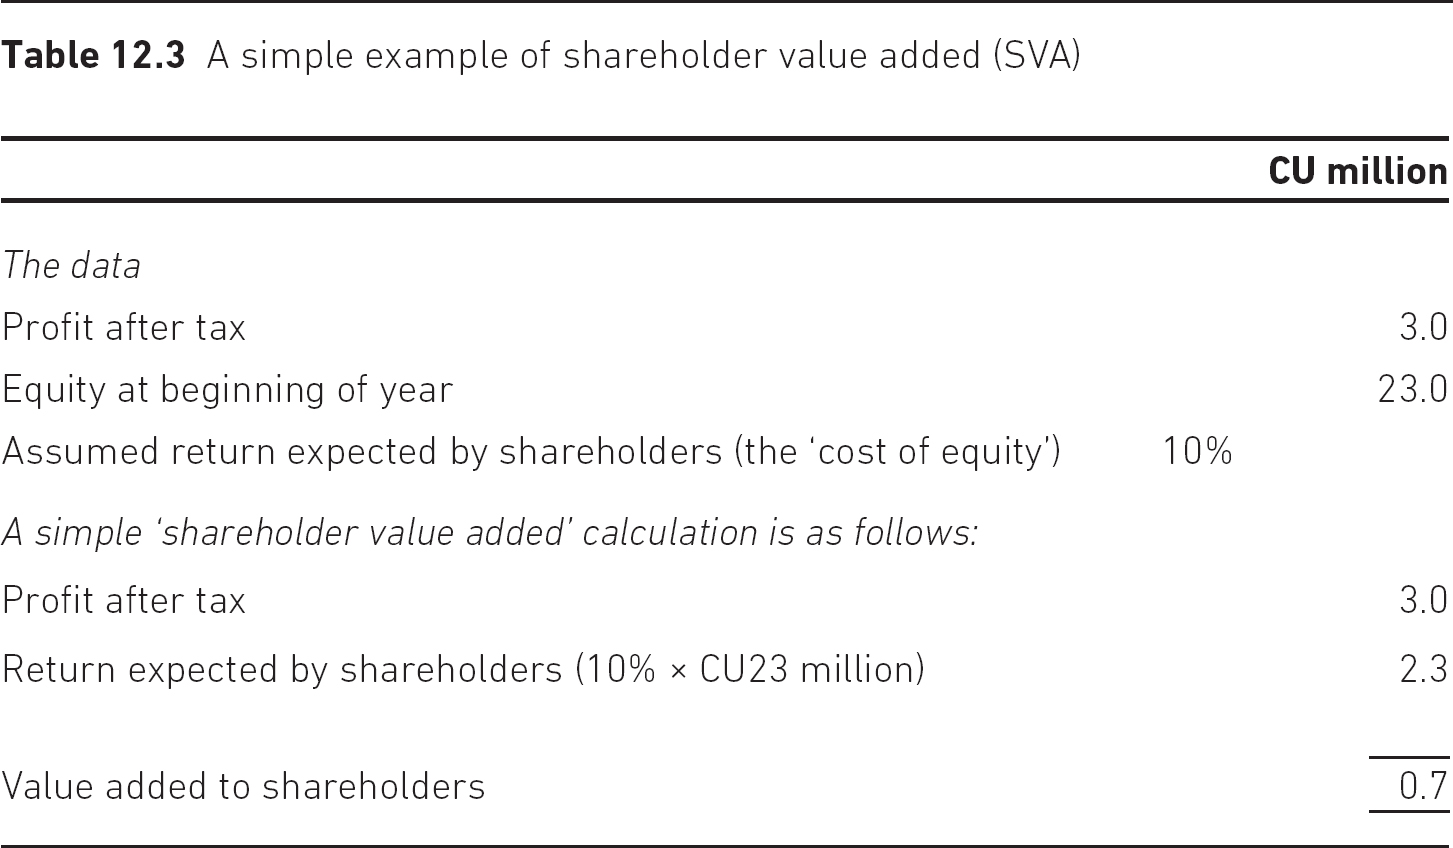 Table 12.3 A simple example of shareholder value added (SVA)
CU million
The data
Profit after tax 3.0
Equity at beginning of year 23.0
Assumed return expected by shareholders (the ‘cost of equity’) 10%
A simple ‘shareholder value added’ calculation is as follows:
Profit after tax 3.0
Return expected by shareholders (10% × CU23 million) 2.3
Value added to shareholders 0.7